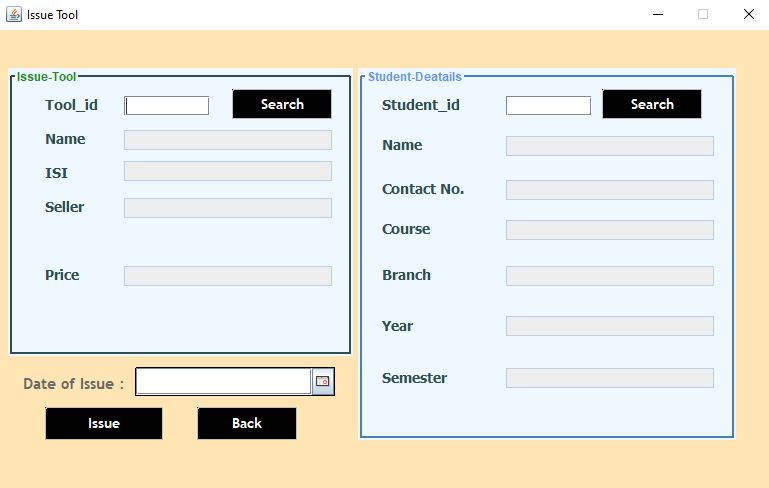 Issue Tool
Issue-Tool
Tool_id
Search
Name
ISI
Seller
Price
Student-Deatails
Student_id
Search
Name
Contact No.
Course
Branch
Year
Semester
Date of Issue :
Issue
Back